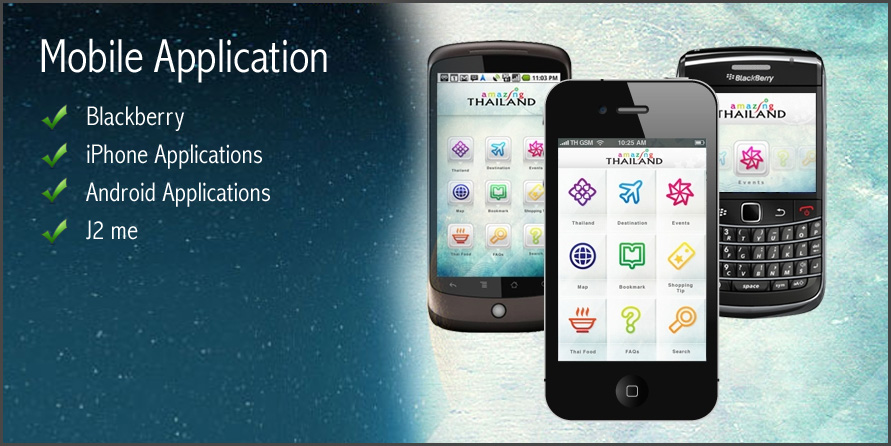 Mobile Application
Blackberry
iPhone Applications
Android Applications
J2 me
11:03 PM
amazing
THAILAND
Thailand
Destination
Events
Map
Bookmark
Shopping T
Thai Food
FAQs
Search
TH GSM
10:25 AM
amazing
THAILAND
Thailand
Destination
Events
Map
Bookmark
Shopping
Tip
Thai Food
FAQs
Search
BlackBerry
amazing
THAILAND
Events
space
sym